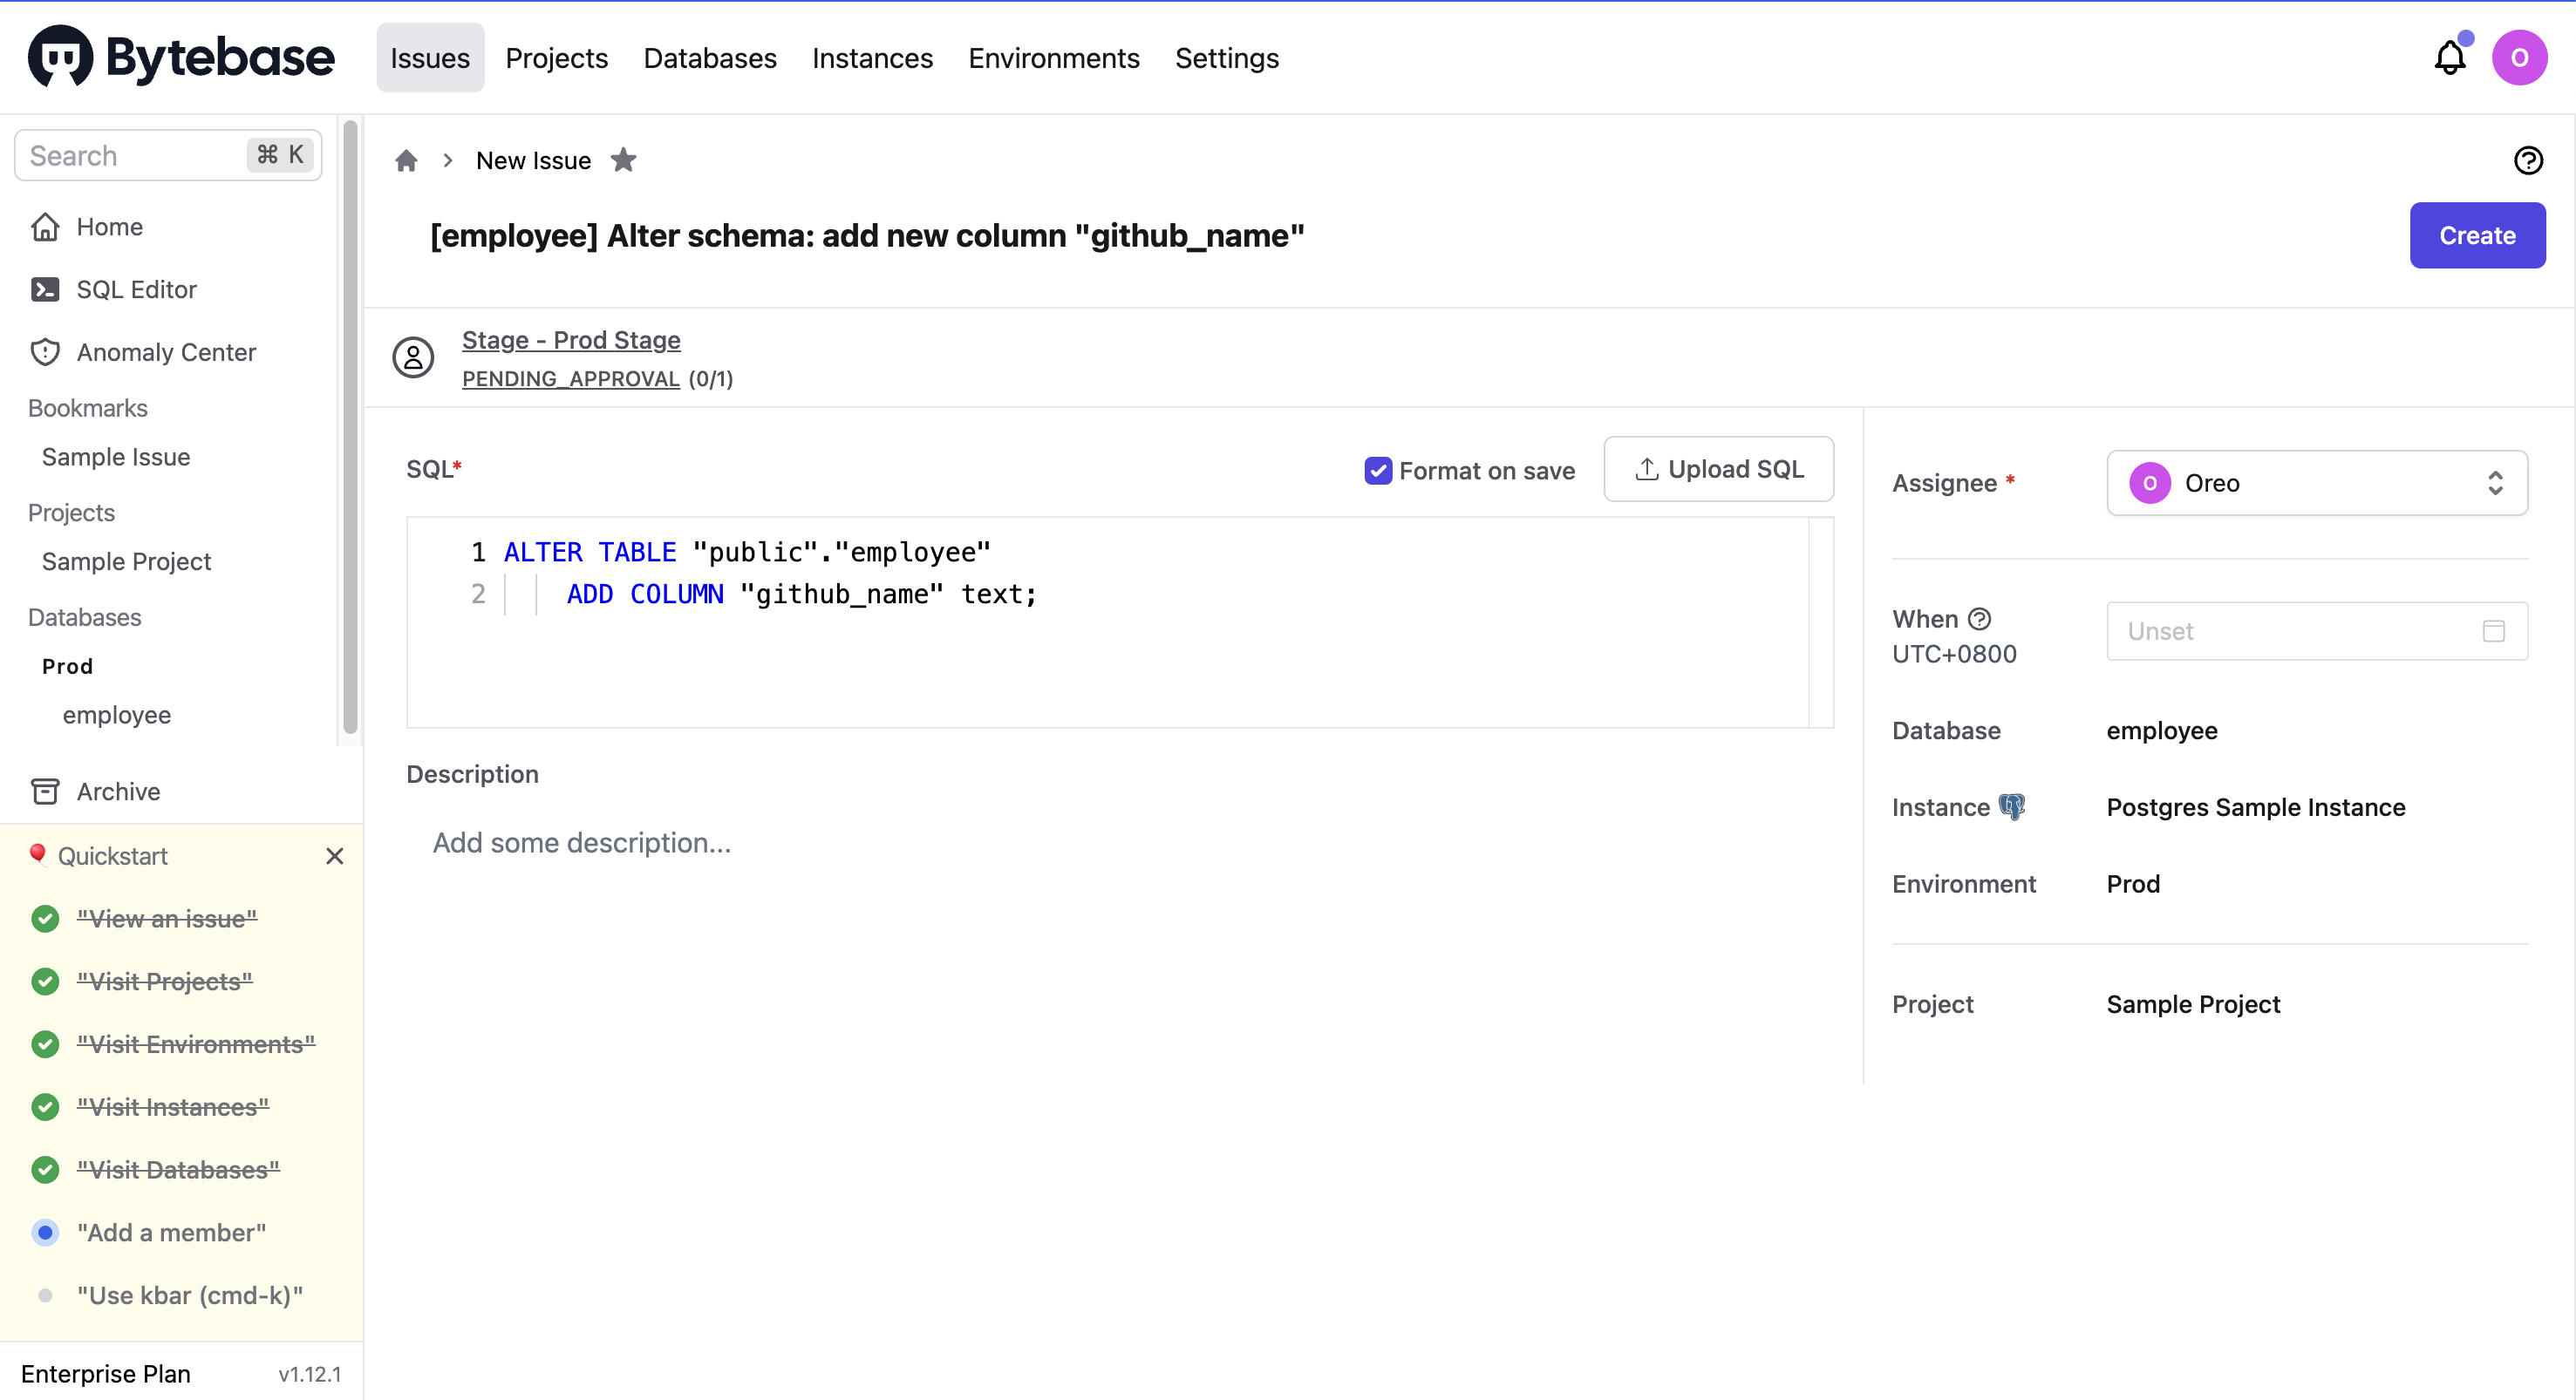 Bytebase
Issues Projects Databases Instances Environments Settings
O
Search ⌘ K
Home
SQL Editor
Anomaly Center
Bookmarks
Sample Issue
Projects
Sample Project
Databases
Prod
employee
Archive
Quickstart
"View an issue"
"Visit Projects"
"Visit Environments"
"Visit Instances"
"Visit Databases"
"Add a member"
"Use kbar (cmd-k)"
Enterprise Plan v1.12.1
New Issue
[employee] Alter schema: add new column "github_name"
Create
Stage - Prod Stage
PENDING_APPROVAL (0/1)
SQL* Format on save Upload SQL
1 ALTER TABLE "public"."employee"
2 ADD COLUMN "github_name" text;
Description
Add some description...
Assignee * O Oreo
When Unset
UTC+0800
Database employee
Instance Postgres Sample Instance
Environment Prod
Project Sample Project